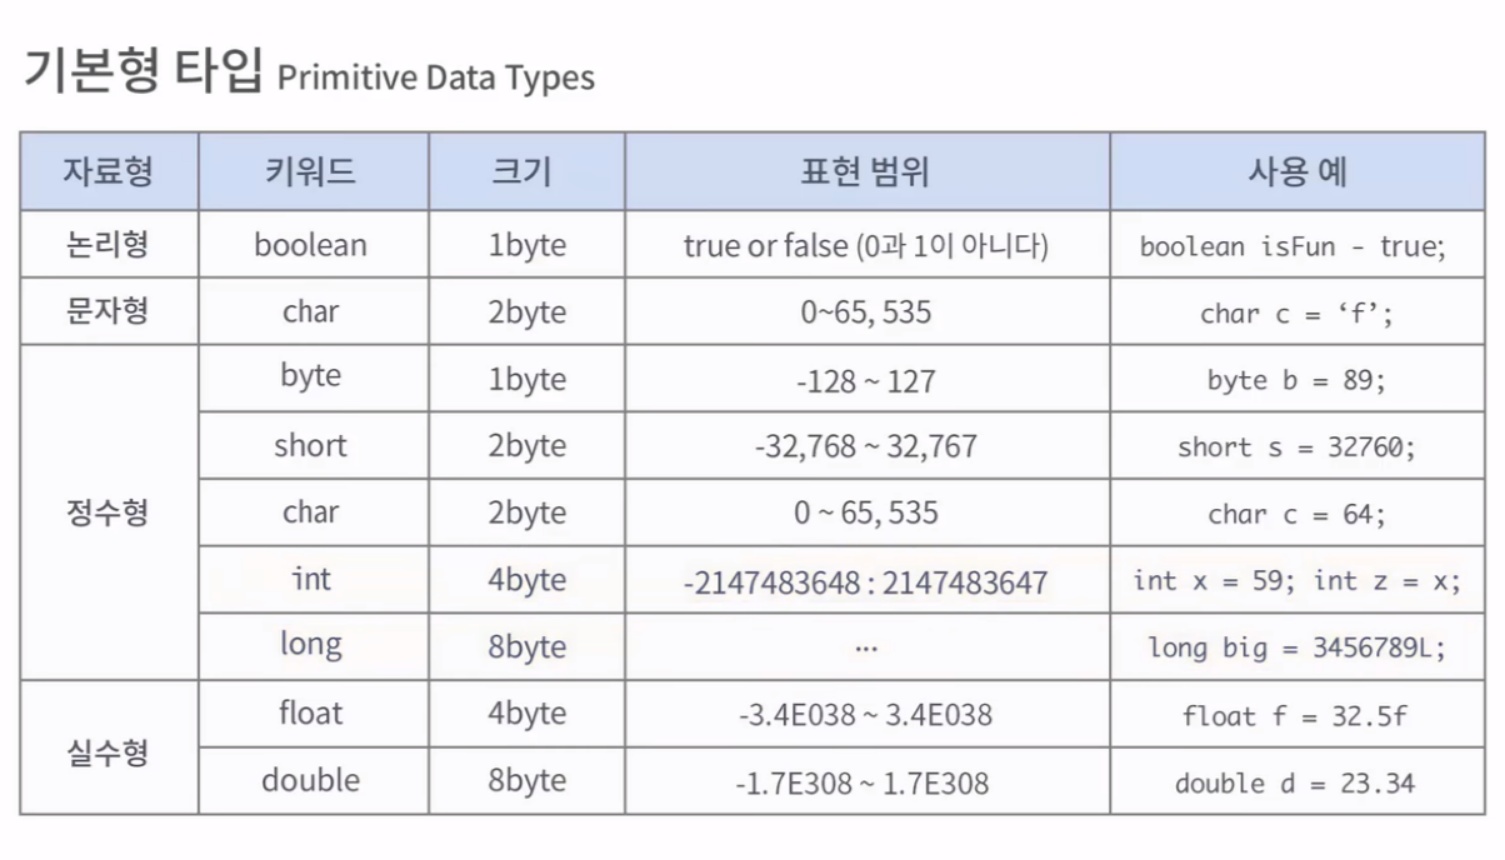 기본형 타입 Primitive Data Types
자료형 키워드 크기 표현 범위 사용 예
논리형 boolean 1byte true or false (0과 1이 아니다) boolean isFun - true;
문자형 char 2byte 0~65, 535 char c = ‘f’;
정수형 byte 1byte -128 ~ 127 byte b = 89;
short 2byte -32,768 ~ 32,767 short s = 32760;
char 2byte 0 ~ 65, 535 char c = 64;
int 4byte -2147483648 : 2147483647 int x = 59; int z = x;
long 8byte ... long big = 3456789L;
실수형 float 4byte -3.4E038 ~ 3.4E038 float f = 32.5f
double 8byte -1.7E308 ~ 1.7E308 double d = 23.34